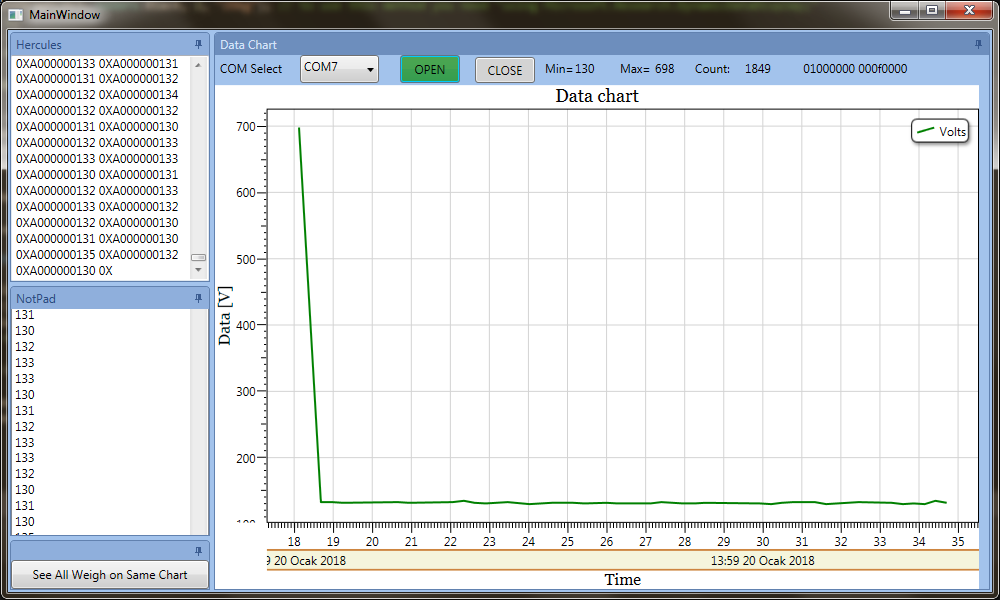 MainWindow
Hercules
0XA000000133 0XA000000131
0XA000000131 0XA000000132
0XA000000132 0XA000000134
0XA000000132 0XA000000132
0XA000000131 0XA000000130
0XA000000132 0XA000000133
0XA000000133 0XA000000133
0XA000000130 0XA000000131
0XA000000132 0XA000000133
0XA000000133 0XA000000132
0XA000000132 0XA000000130
0XA000000131 0XA000000130
0XA000000135 0XA000000132
0XA000000130 0X
NotPad
131
130
132
133
133
130
131
132
133
133
132
130
131
130
See All Weigh on Same Chart
Data Chart
COM Select COM7 OPEN CLOSE Min= 130 Max= 698 Count: 1849 01000000 000f0000
Data chart
Volts
700
600
500
400
300
200
100
Data [V]
18 19 20 21 22 23 24 25 26 27 28 29 30 31 32 33 34 35
9 20 Ocak 2018 13:59 20 Ocak 2018
Time